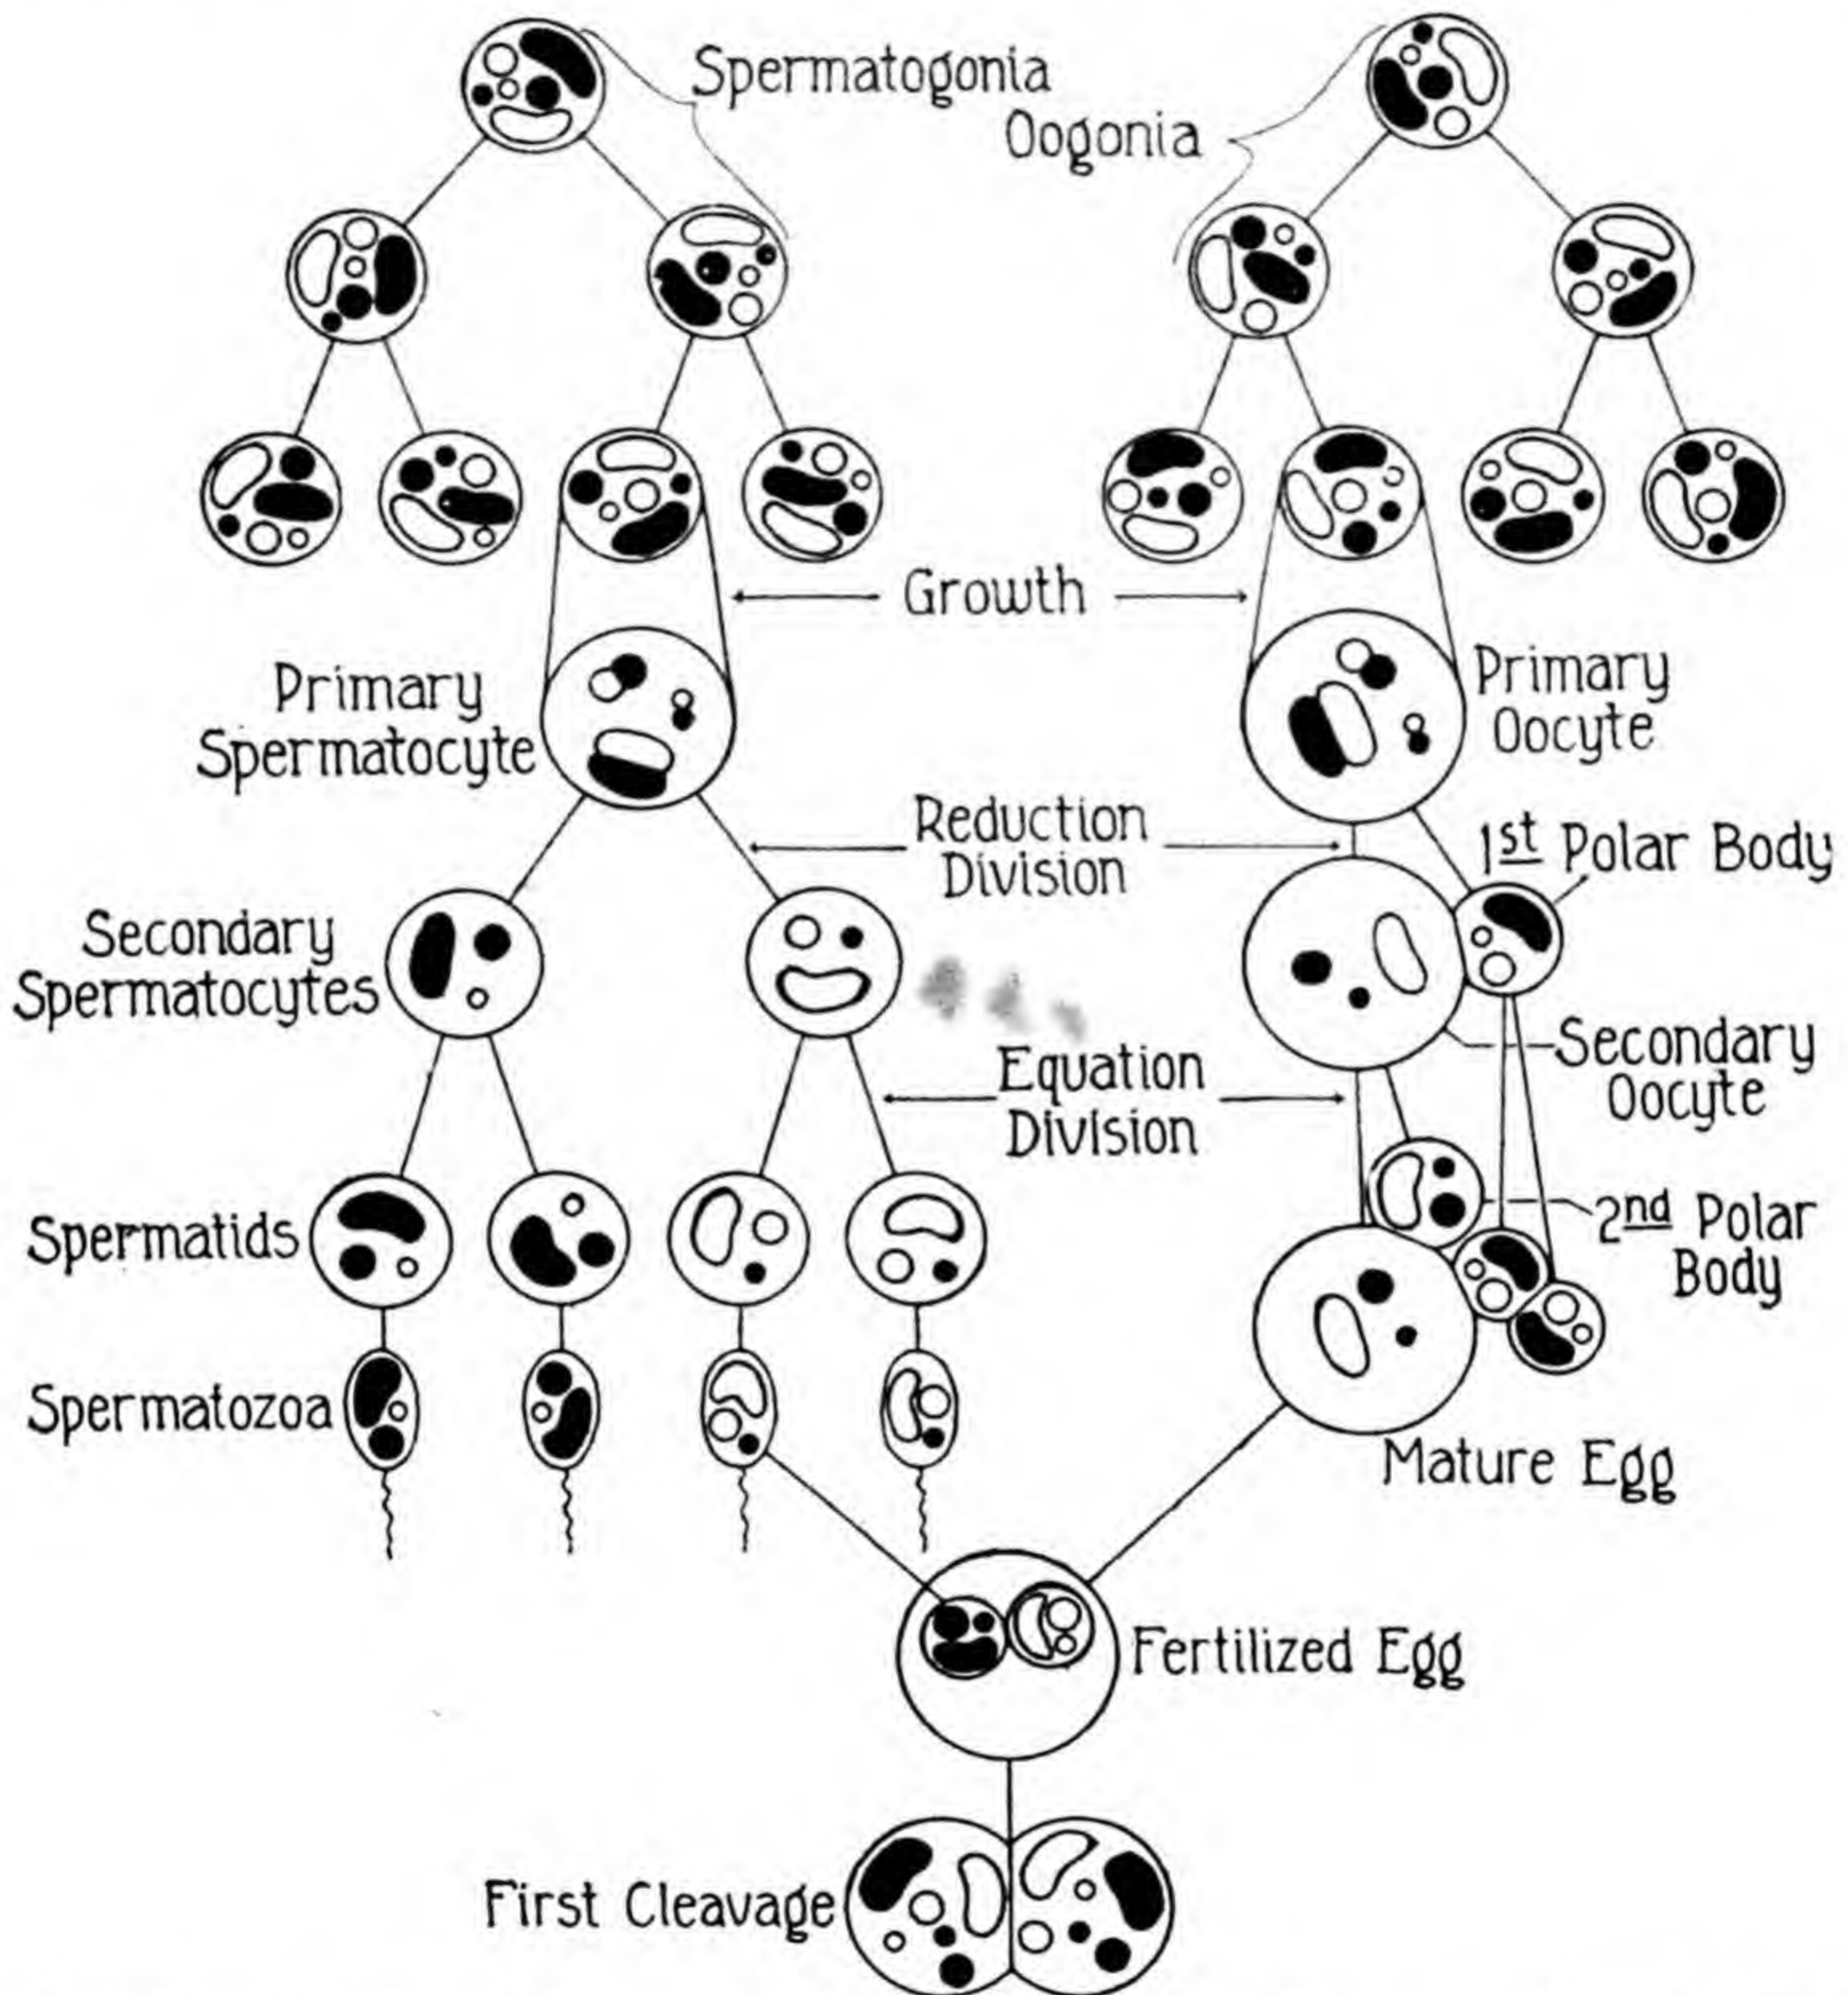 Spermatogonia
Oogonia
Growth
Primary
Spermatocyte
Primary
Oocyte
Reduction
Division
1st Polar Body
Secondary
Spermatocytes
Secondary
Oocyte
Equation
Division
Spermatids
2nd Polar
Body
Spermatozoa
Mature Egg
Fertilized Egg
First Cleavage